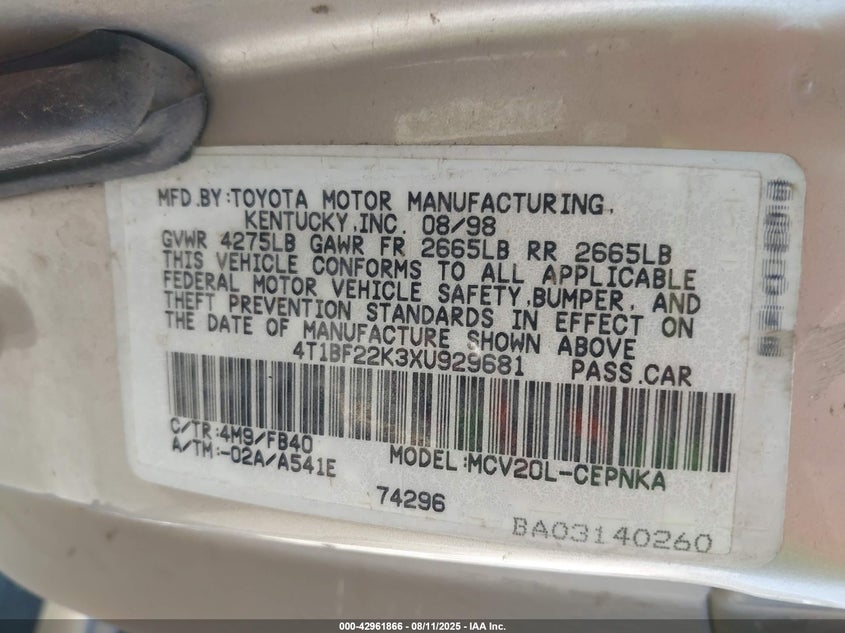 MFD.BY:TOYOTA MOTOR MANUFACTURING,
KENTUCKY,INC. 08/98
GVWR 4275LB GAWR FR 2665LB RR 2665LB
THIS VEHICLE CONFORMS TO ALL APPLICABLE
FEDERAL MOTOR VEHICLE SAFETY,BUMPER, AND
THEFT PREVENTION STANDARDS IN EFFECT ON
THE DATE OF MANUFACTURE SHOWN ABOVE
4T1BF22K3XU929681 PASS.CAR
C/TR:4M9/FB40
A/TM:-02A/A541E MODEL:MCV20L-CEPNKA
74296
BA03140260
000-42961866 - 08/11/2025 - IAA Inc.